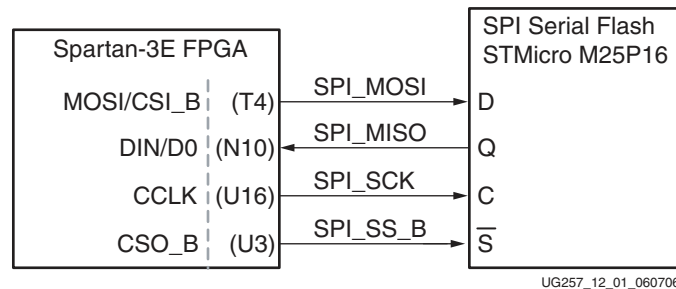 Spartan-3E FPGA
SPI Serial Flash
STMicro M25P16
MOSI/CSI_B (T4) SPI_MOSI D
DIN/D0 (N10) SPI_MISO Q
CCLK (U16) SPI_SCK C
CSO_B (U3) SPI_SS_B S̅
UG257_12_01_060706